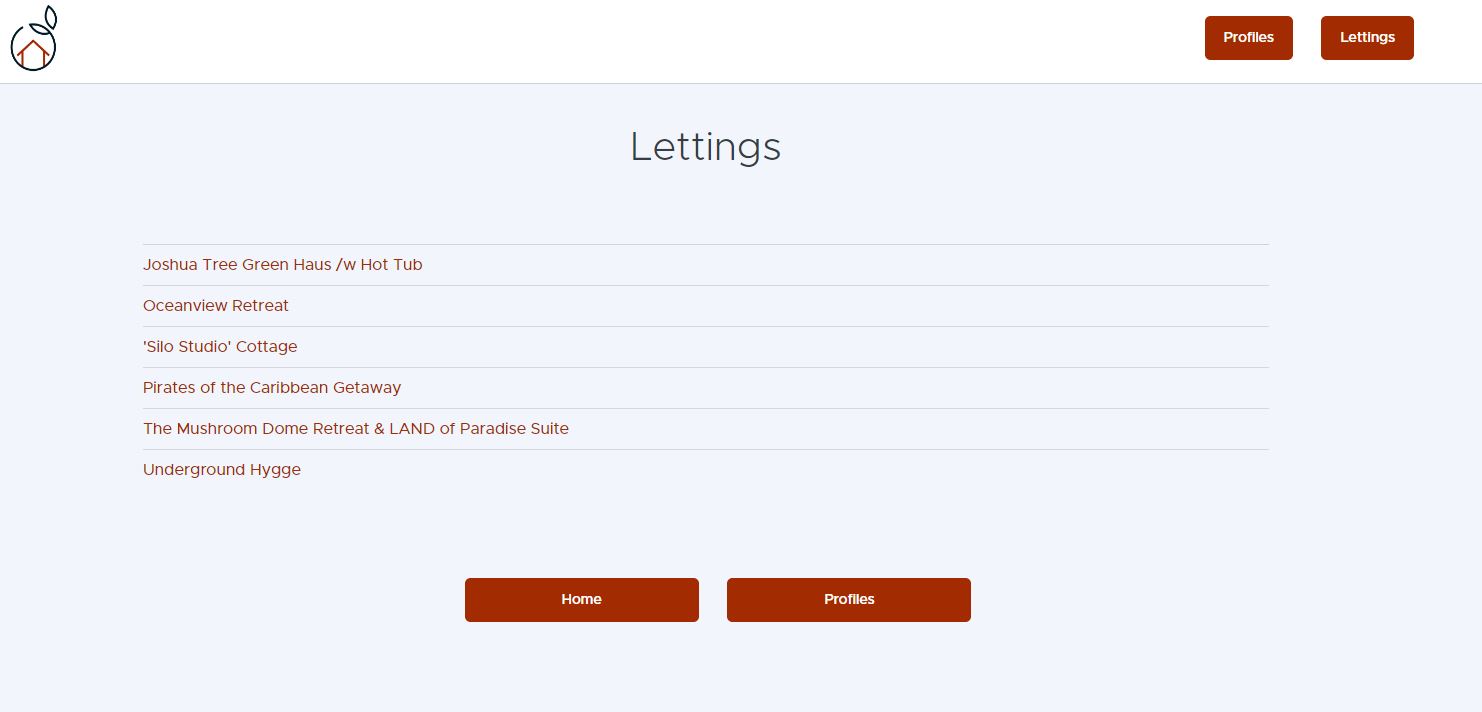 Profiles
Lettings
Lettings
Joshua Tree Green Haus /w Hot Tub
Oceanview Retreat
'Silo Studio' Cottage
Pirates of the Caribbean Getaway
The Mushroom Dome Retreat & LAND of Paradise Suite
Underground Hygge
Home
Profiles